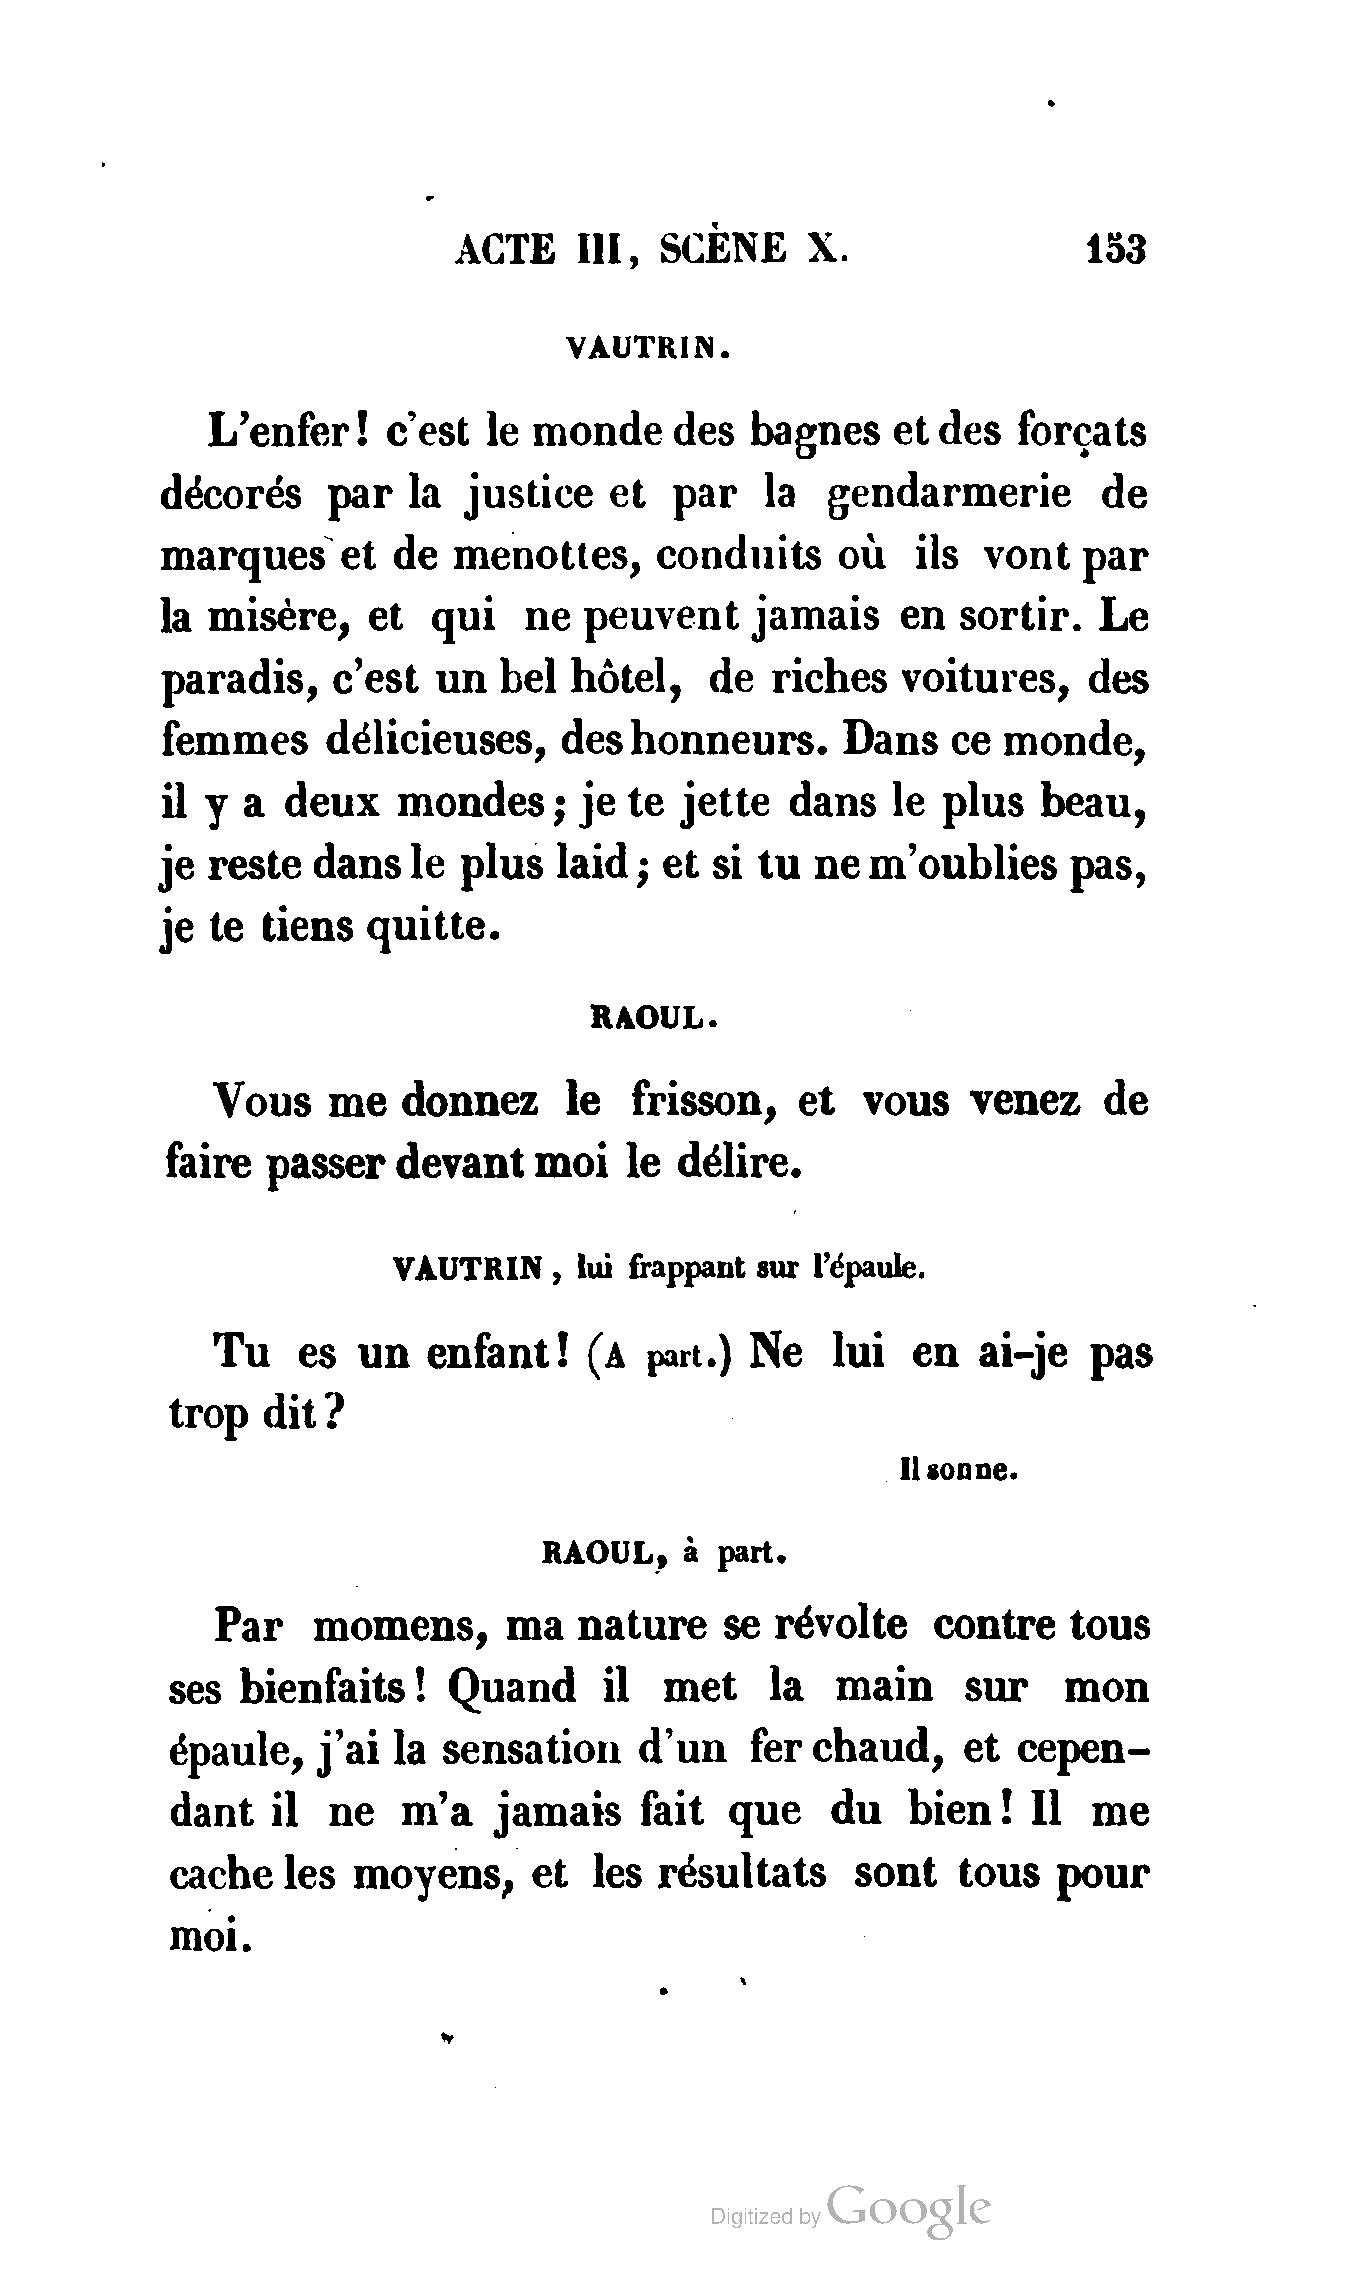 ACTE III, SCÈNE X. 153
VAUTRIN.
L'enfer! c'est le monde des bagnes et des forçats
décorés par la justice et par la gendarmerie de
marques et de menottes, conduits où ils vont par
la misère, et qui ne peuvent jamais en sortir. Le
paradis, c'est un bel hôtel, de riches voitures, des
femmes délicieuses, des honneurs. Dans ce monde,
il y a deux mondes; je te jette dans le plus beau,
je reste dans le plus laid; et si tu ne m'oublies pas,
je te tiens quitte.
RAOUL.
Vous me donnez le frisson, et vous venez de
faire passer devant moi le délire.
VAUTRIN, lui frappant sur l'épaule.
Tu es un enfant! (A part.) Ne lui en ai-je pas
trop dit?
Il sonne.
RAOUL, à part.
Par momens, ma nature se révolte contre tous
ses bienfaits! Quand il met la main sur mon
épaule, j'ai la sensation d'un fer chaud, et cepen-
dant il ne m'a jamais fait que du bien! Il me
cache les moyens, et les résultats sont tous pour
moi.
Digitized by Google